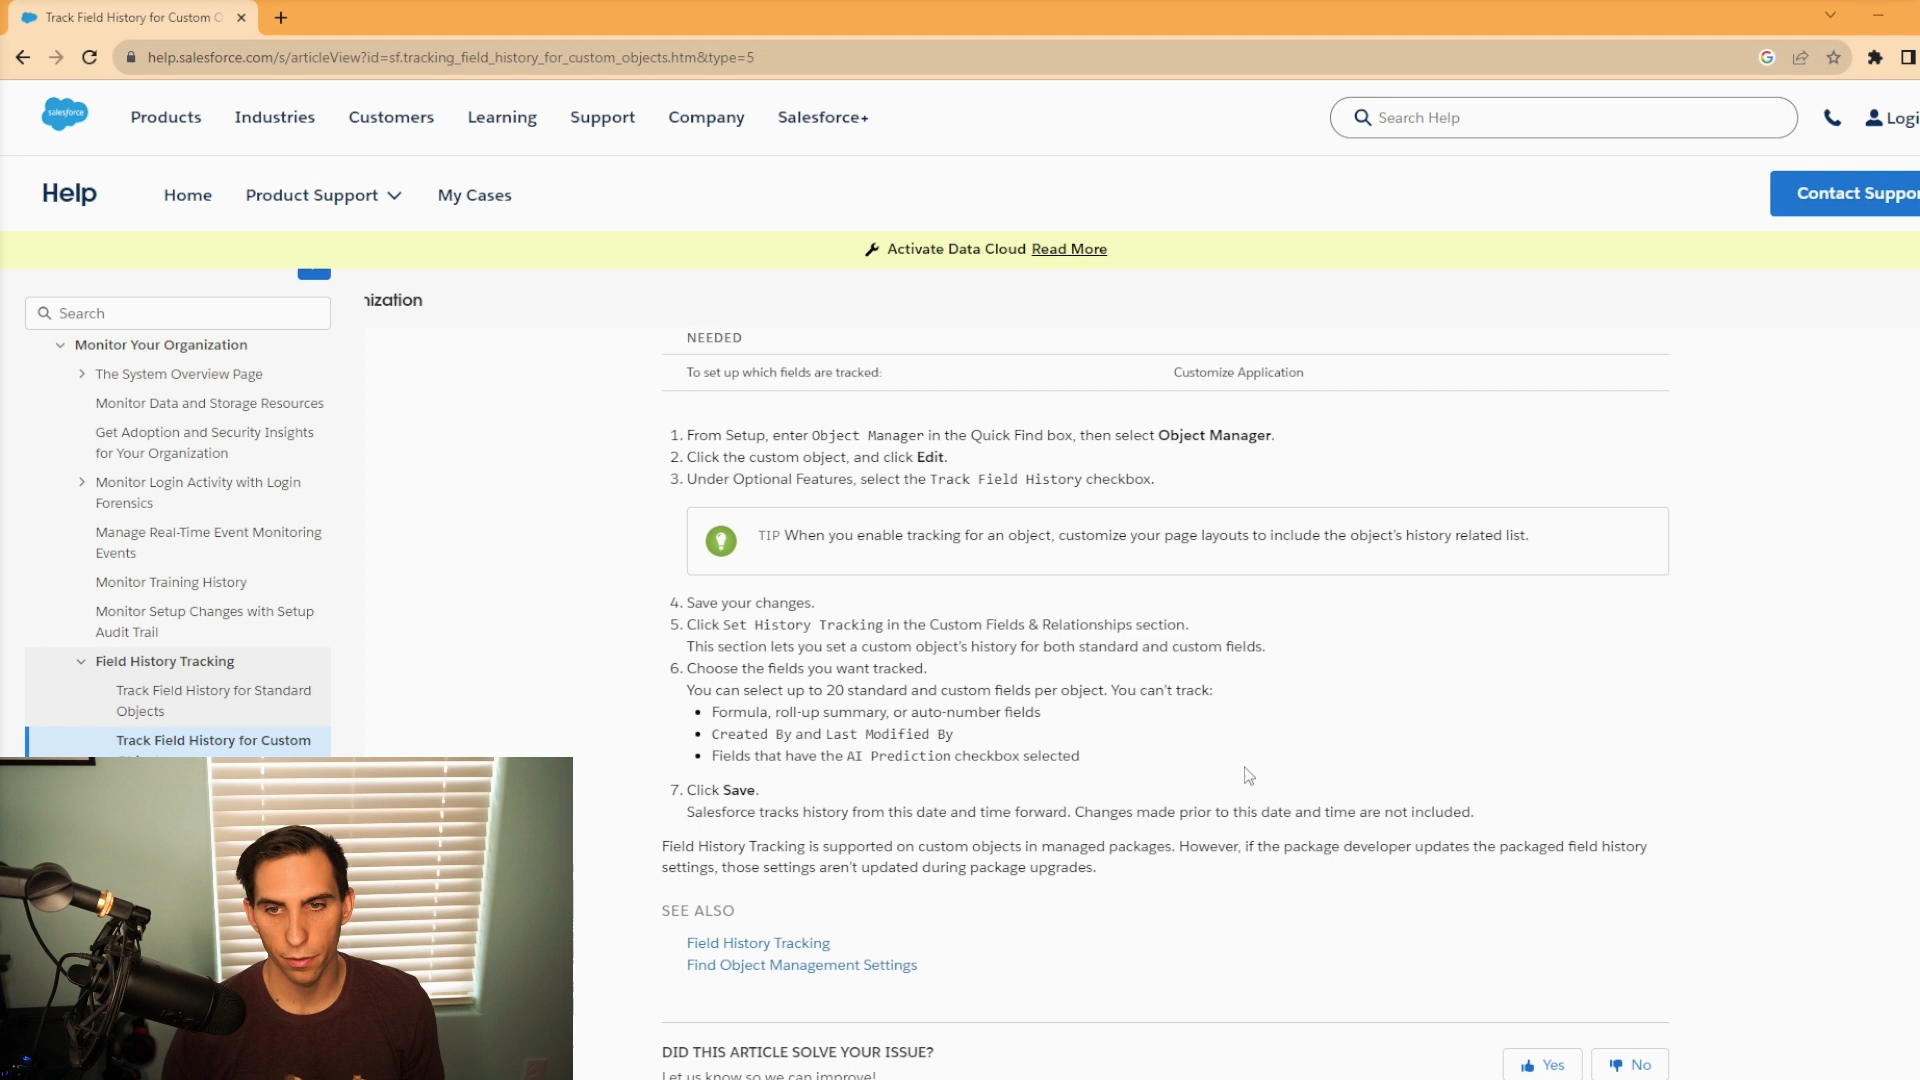 Track Field History for Custom O
help.salesforce.com/s/articleView?id=sf.tracking_field_history_for_custom_objects.htm&type=5
salesforce
Products
Industries
Customers
Learning
Support
Company
Salesforce+
Search Help
Logi
Help
Home
Product Support
My Cases
Contact Suppor
Activate Data Cloud Read More
Search
nization
Monitor Your Organization
The System Overview Page
Monitor Data and Storage Resources
Get Adoption and Security Insights
for Your Organization
Monitor Login Activity with Login
Forensics
Manage Real-Time Event Monitoring
Events
Monitor Training History
Monitor Setup Changes with Setup
Audit Trail
Field History Tracking
Track Field History for Standard
Objects
Track Field History for Custom
NEEDED
To set up which fields are tracked: Customize Application
1. From Setup, enter Object Manager in the Quick Find box, then select Object Manager.
2. Click the custom object, and click Edit.
3. Under Optional Features, select the Track Field History checkbox.
TIP When you enable tracking for an object, customize your page layouts to include the object's history related list.
4. Save your changes.
5. Click Set History Tracking in the Custom Fields & Relationships section.
This section lets you set a custom object's history for both standard and custom fields.
6. Choose the fields you want tracked.
You can select up to 20 standard and custom fields per object. You can't track:
• Formula, roll-up summary, or auto-number fields
• Created By and Last Modified By
• Fields that have the AI Prediction checkbox selected
7. Click Save.
Salesforce tracks history from this date and time forward. Changes made prior to this date and time are not included.
Field History Tracking is supported on custom objects in managed packages. However, if the package developer updates the packaged field history
settings, those settings aren't updated during package upgrades.
SEE ALSO
Field History Tracking
Find Object Management Settings
DID THIS ARTICLE SOLVE YOUR ISSUE?
Let us know so we can improve!
Yes
No